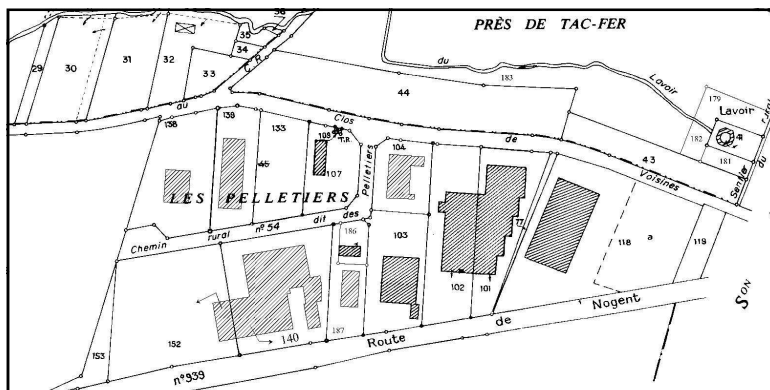 PRÈS DE TAC-FER
36
35
34
29
30
31
32
33
C.R.
au
44
du
183
Lavoir
179
Lavoir
182
181
43
Sentier
du
138
139
133
Clos
T.R.
107
104
de
Voisines
Pelletiers
LES PELLETIERS
Chemin
rural
n° 54
dit
des
186
103
102
101
118
a
119
SON
152
153
140
187
Route
de
Nogent
n°939